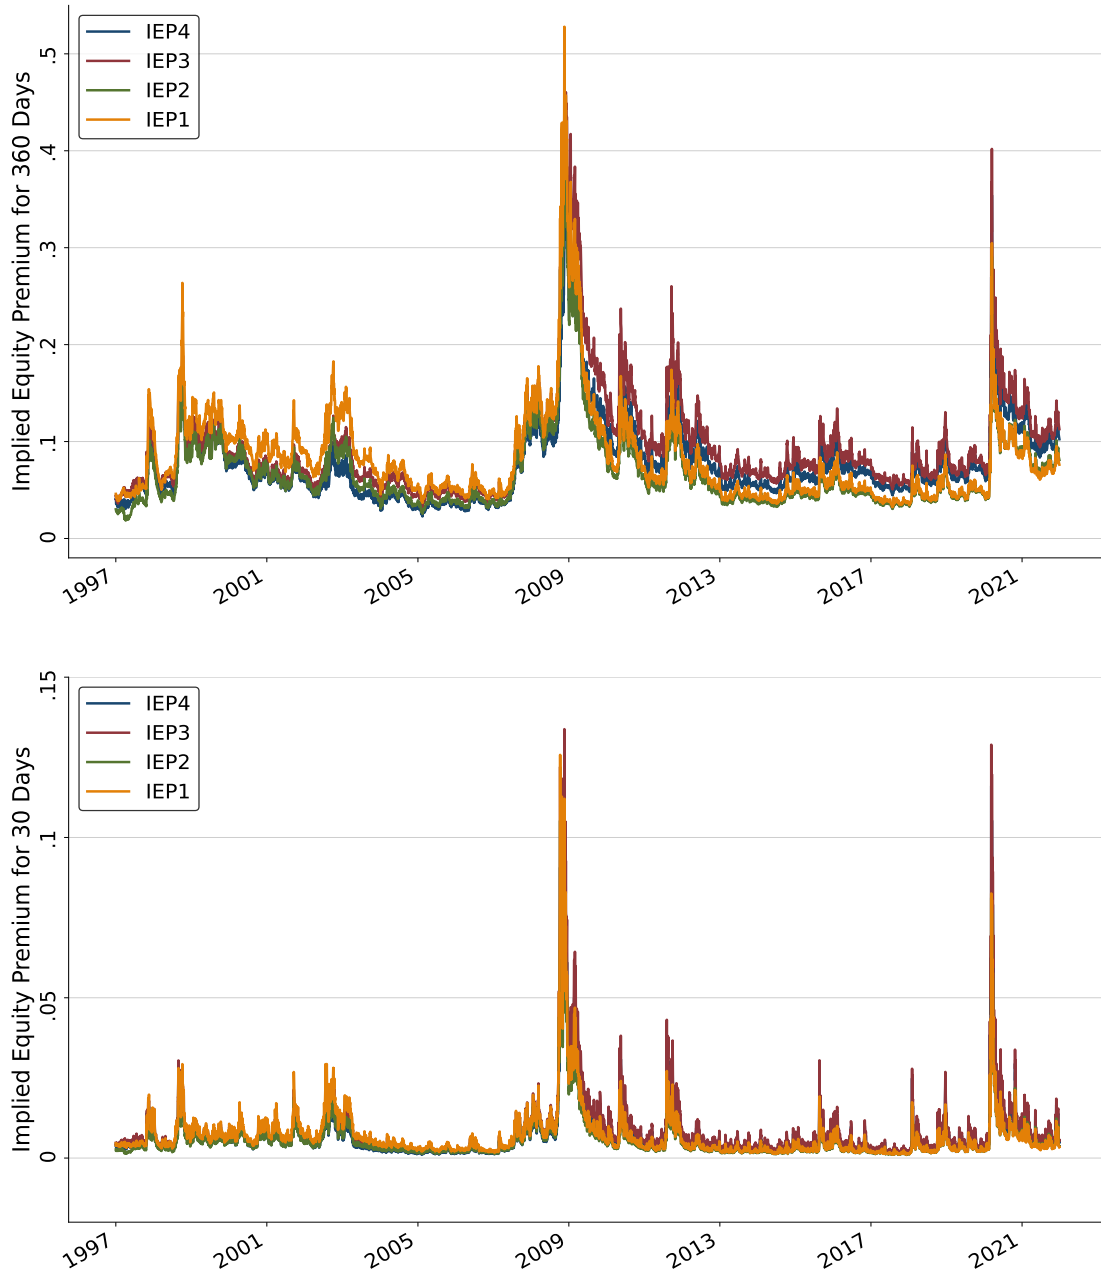 IEP4
IEP3
IEP2
IEP1
Implied Equity Premium for 360 Days
.5
.4
.3
.2
.1
0
1997 2001 2005 2009 2013 2017 2021
IEP4
IEP3
IEP2
IEP1
Implied Equity Premium for 30 Days
.15
.1
.05
0
1997 2001 2005 2009 2013 2017 2021